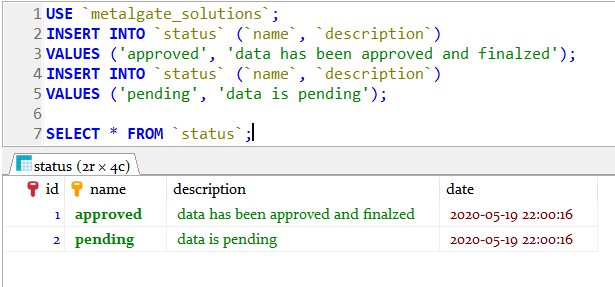 1 USE `metalgate_solutions`;
2 INSERT INTO `status` (`name`, `description`)
3 VALUES ('approved', 'data has been approved and finalzed');
4 INSERT INTO `status` (`name`, `description`)
5 VALUES ('pending', 'data is pending');
6
7 SELECT * FROM `status`;
status (2r × 4c)
id name description date
1 approved data has been approved and finalzed 2020-05-19 22:00:16
2 pending data is pending 2020-05-19 22:00:16